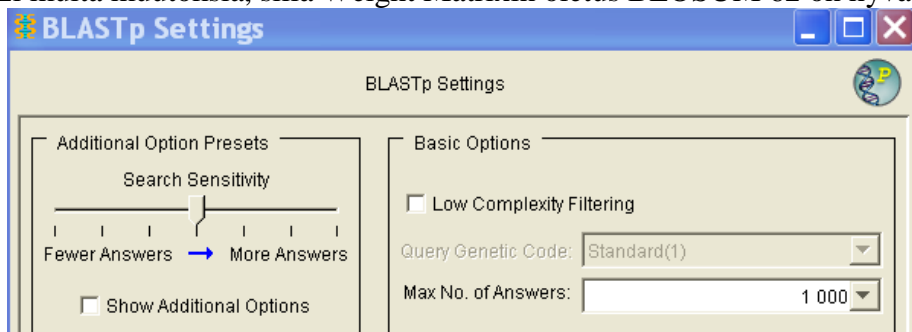 BLASTp Settings
BLASTp Settings
Additional Option Presets
Search Sensitivity
Fewer Answers → More Answers
Show Additional Options
Basic Options
Low Complexity Filtering
Query Genetic Code: Standard(1)
Max No. of Answers: 1 000